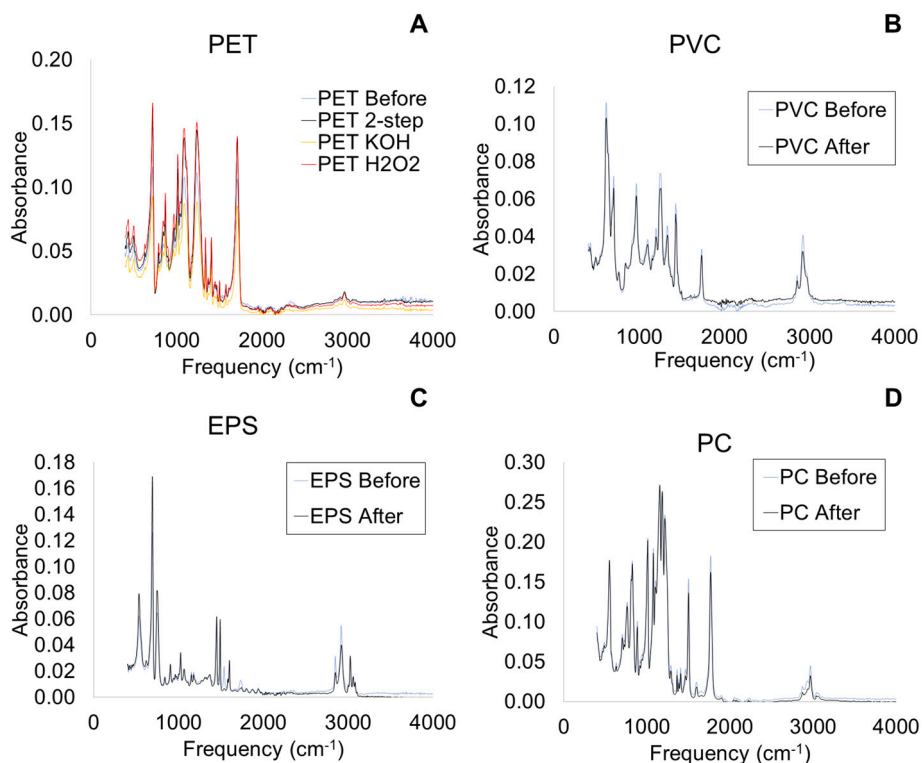 A
PET
0.20
0.15
0.10
0.05
0.00
Absorbance
PET Before
PET 2-step
PET KOH
PET H2O2
0 1000 2000 3000 4000
Frequency (cm⁻¹)
B
PVC
0.12
0.10
0.08
0.06
0.04
0.02
0.00
Absorbance
PVC Before
PVC After
0 1000 2000 3000 4000
Frequency (cm⁻¹)
C
EPS
0.18
0.16
0.14
0.12
0.10
0.08
0.06
0.04
0.02
0.00
Absorbance
EPS Before
EPS After
0 1000 2000 3000 4000
Frequency (cm⁻¹)
D
PC
0.30
0.25
0.20
0.15
0.10
0.05
0.00
Absorbance
PC Before
PC After
0 1000 2000 3000 4000
Frequency (cm⁻¹)